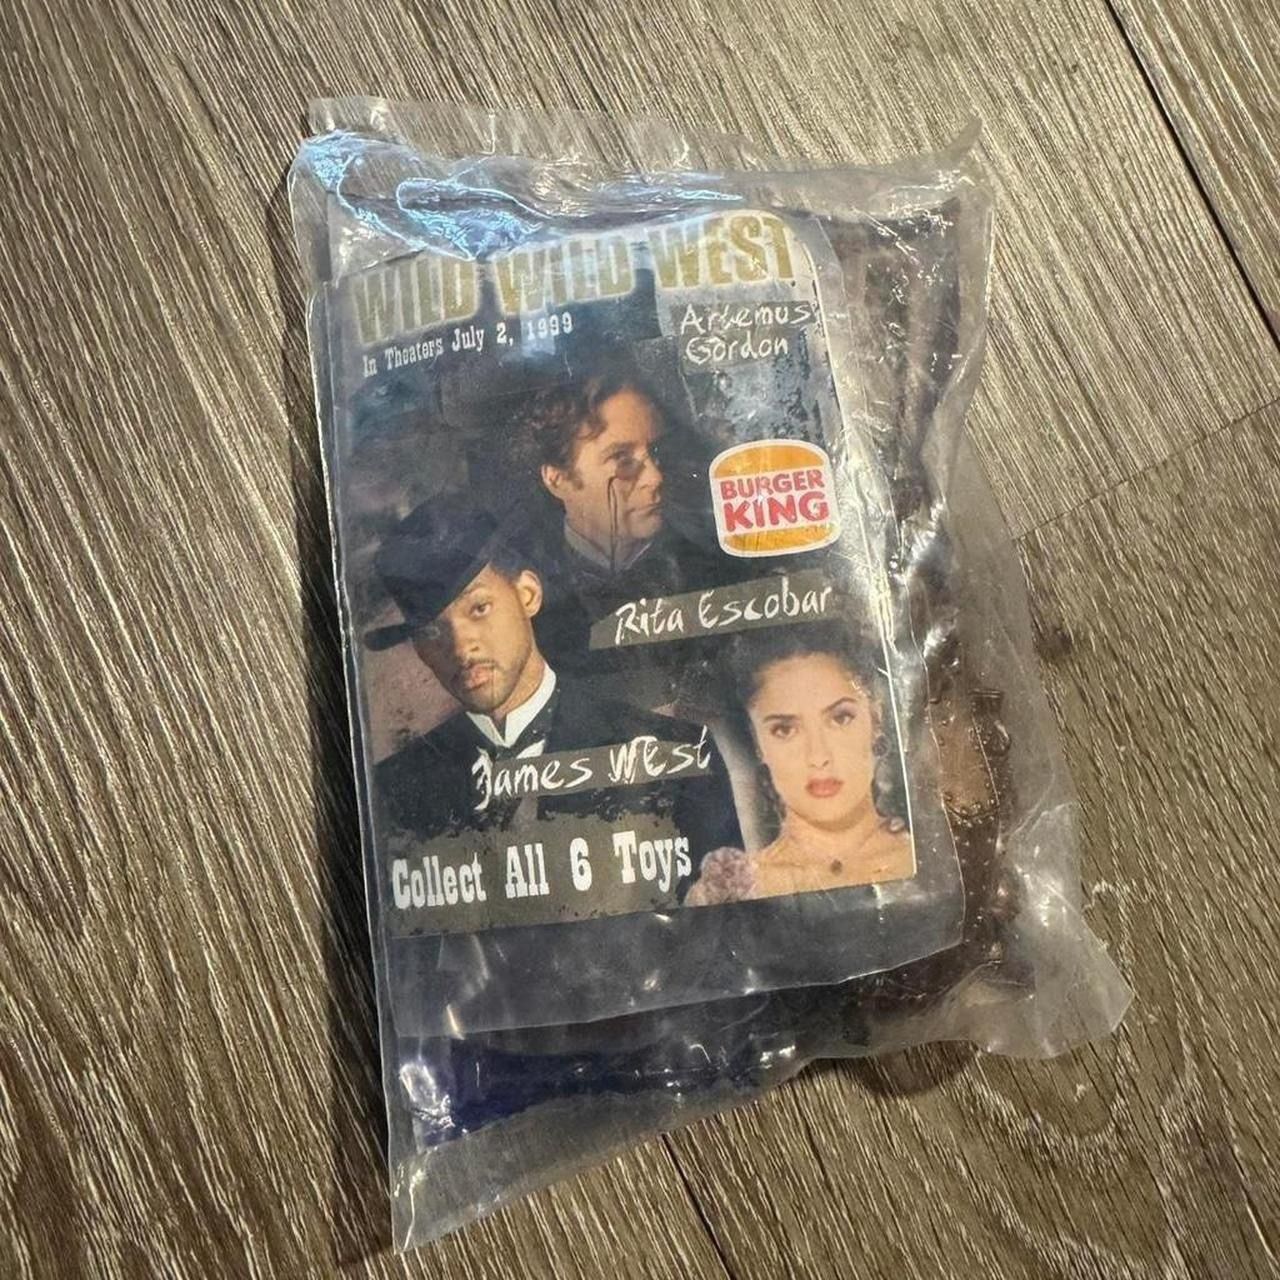 WILD WILD WEST
In Theaters July 2, 1999
Artemus
Gordon
BURGER
KING
Rita Escobar
James West
Collect All 6 Toys